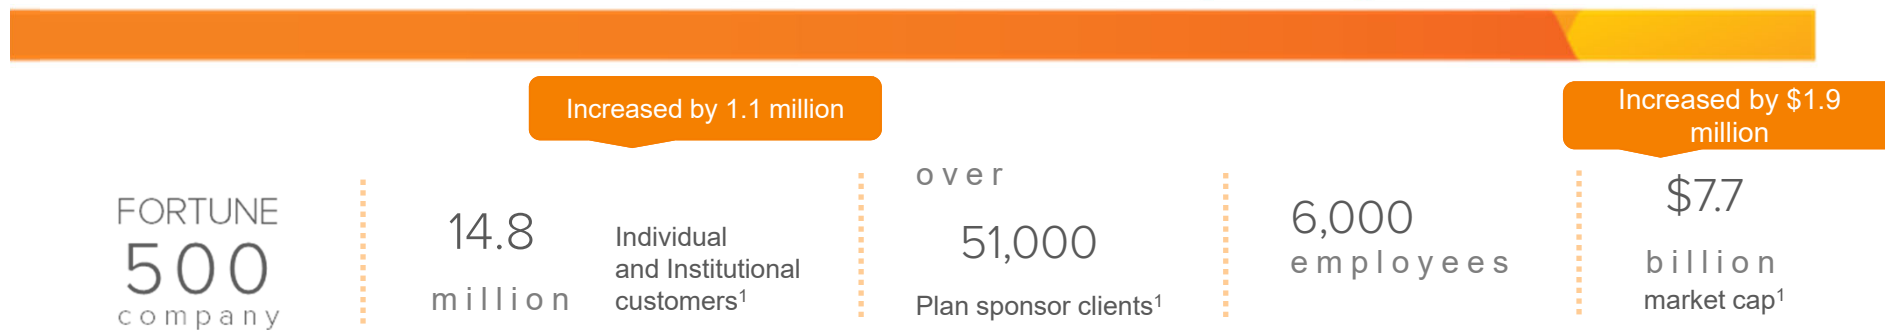 Increased by 1.1 million
Increased by $1.9
million
FORTUNE
500
company
14.8
million
Individual
and Institutional
customers¹
over
51,000
Plan sponsor clients¹
6,000
employees
$7.7
billion
market cap¹